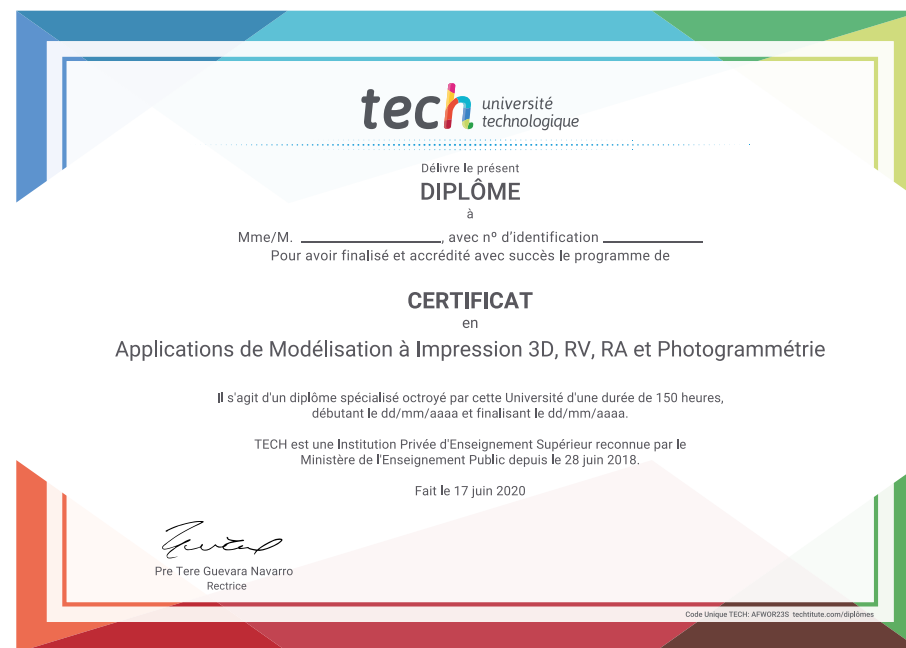 tech université
technologique
Délivre le présent
DIPLÔME
à
Mme/M. ____________________, avec nº d'identification ______________
Pour avoir finalisé et accrédité avec succès le programme de
CERTIFICAT
en
Applications de Modélisation à Impression 3D, RV, RA et Photogrammétrie
Il s'agit d'un diplôme spécialisé octroyé par cette Université d'une durée de 150 heures,
débutant le dd/mm/aaaa et finalisant le dd/mm/aaaa.
TECH est une Institution Privée d'Enseignement Supérieur reconnue par le
Ministère de l'Enseignement Public depuis le 28 juin 2018.
Fait le 17 juin 2020
Pre Tere Guevara Navarro
Rectrice
Code Unique TECH: AFWOR23S techtitute.com/diplômes